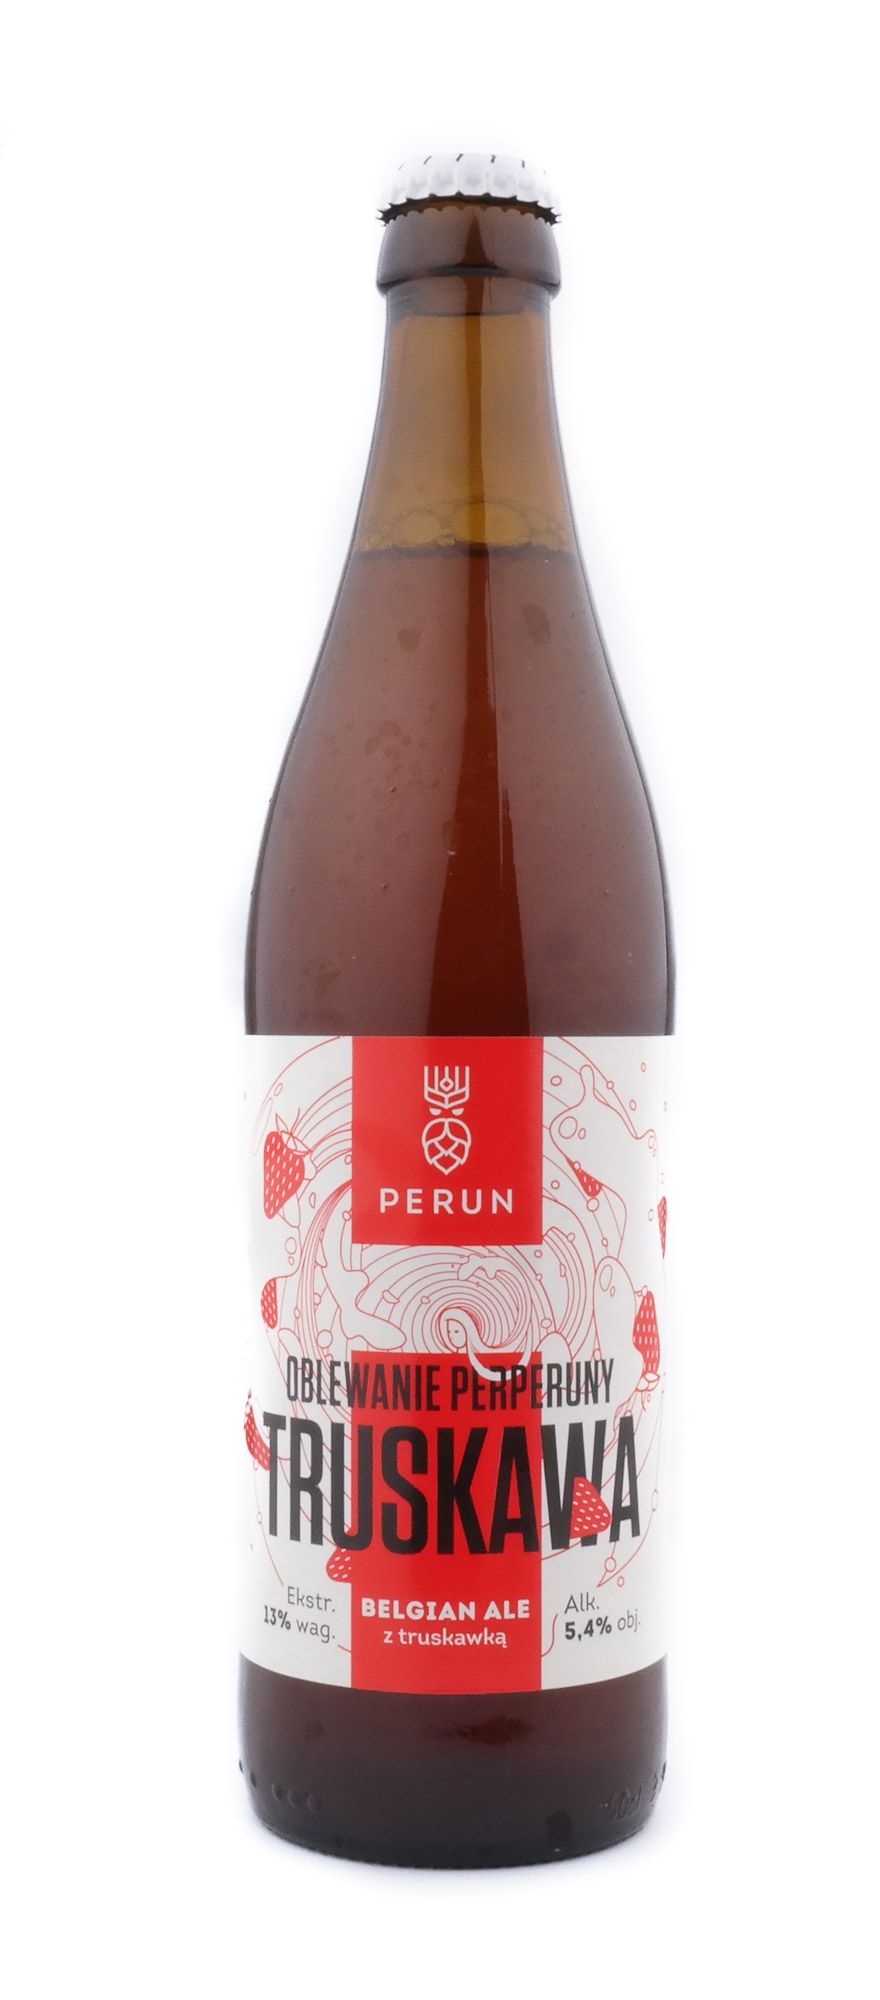 PERUN
OBLEWANIE PERPERUNY
TRUSKAWA
Ekstr.
13% wag.
BELGIAN ALE
z truskawką
Alk.
5,4% obj.